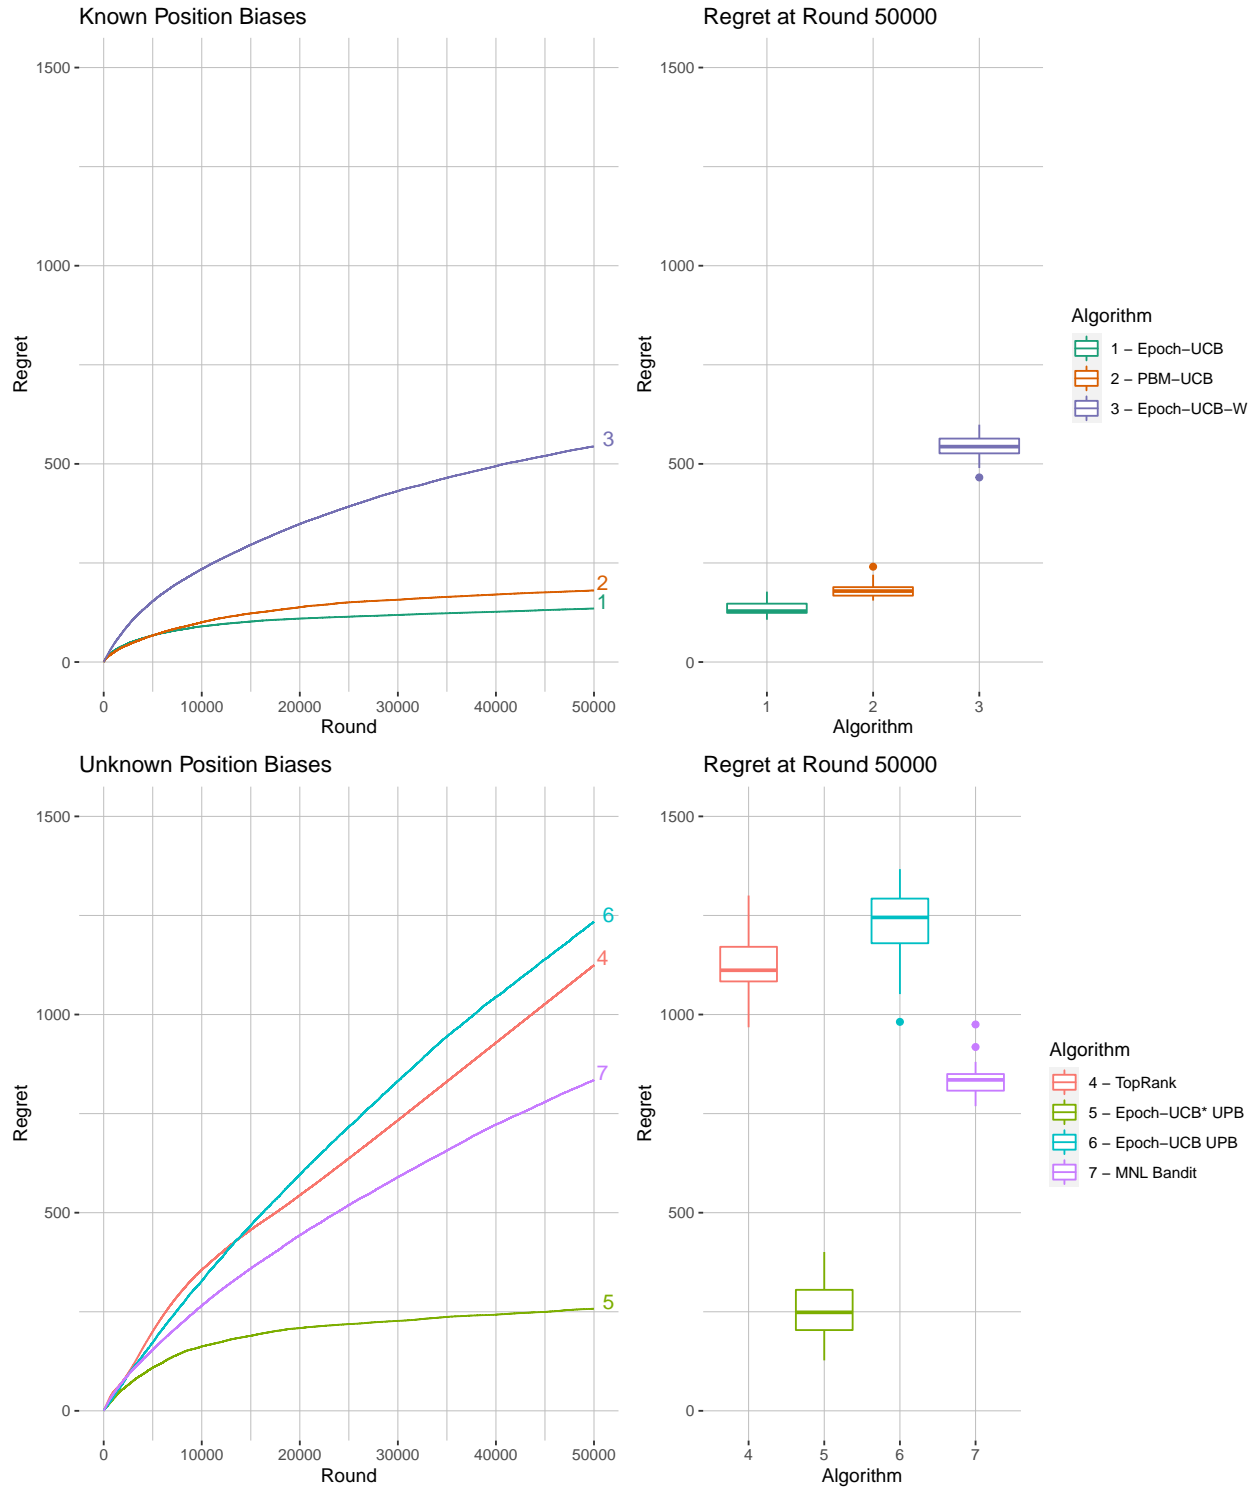 Known Position Biases
Regret at Round 50000
1500
1000
500
0
Regret
3
2
1
0 10000 20000 30000 40000 50000
Round
1500
1000
500
0
Regret
1 2 3
Algorithm
Algorithm
1 − Epoch−UCB
2 − PBM−UCB
3 − Epoch−UCB−W
Unknown Position Biases
Regret at Round 50000
1500
1000
500
0
Regret
6
4
7
5
0 10000 20000 30000 40000 50000
Round
1500
1000
500
0
Regret
4 5 6 7
Algorithm
Algorithm
4 − TopRank
5 − Epoch−UCB* UPB
6 − Epoch−UCB UPB
7 − MNL Bandit